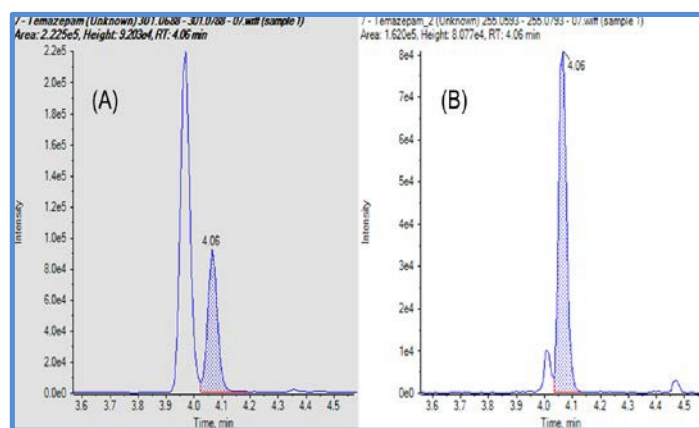 7 - Temazepam (Unknown) 301.0688 - 301.0788 - 07.wiff (sample 1)
Area: 2.225e5, Height: 9.203e4, RT: 4.06 min
(A)
4.06
2.2e5
2.0e5
1.8e5
1.5e5
1.2e5
1.0e5
8.0e4
6.0e4
4.0e4
2.0e4
0.0e0
Intensity
3.6 3.7 3.8 3.9 4.0 4.1 4.2 4.3 4.4 4.5
Time, min
7 - Temazepam_2 (Unknown) 255.0593 - 255.0793 - 07.wiff (sample 1)
Area: 1.620e5, Height: 8.077e4, RT: 4.06 min
(B)
4.06
8e4
7e4
6e4
5e4
4e4
3e4
2e4
1e4
0e0
Intensity
3.6 3.7 3.8 3.9 4.0 4.1 4.2 4.3 4.4 4.5
Time, min